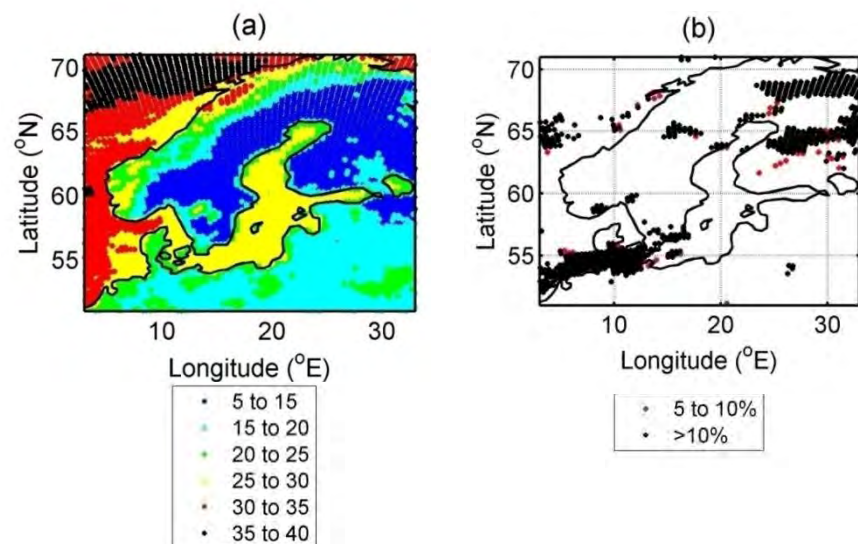 (a)
70
65
60
55
Latitude (°N)
10 20 30
Longitude (°E)
5 to 15
15 to 20
20 to 25
25 to 30
30 to 35
35 to 40
(b)
70
65
60
55
Latitude (°N)
10 20 30
Longitude (°E)
5 to 10%
>10%